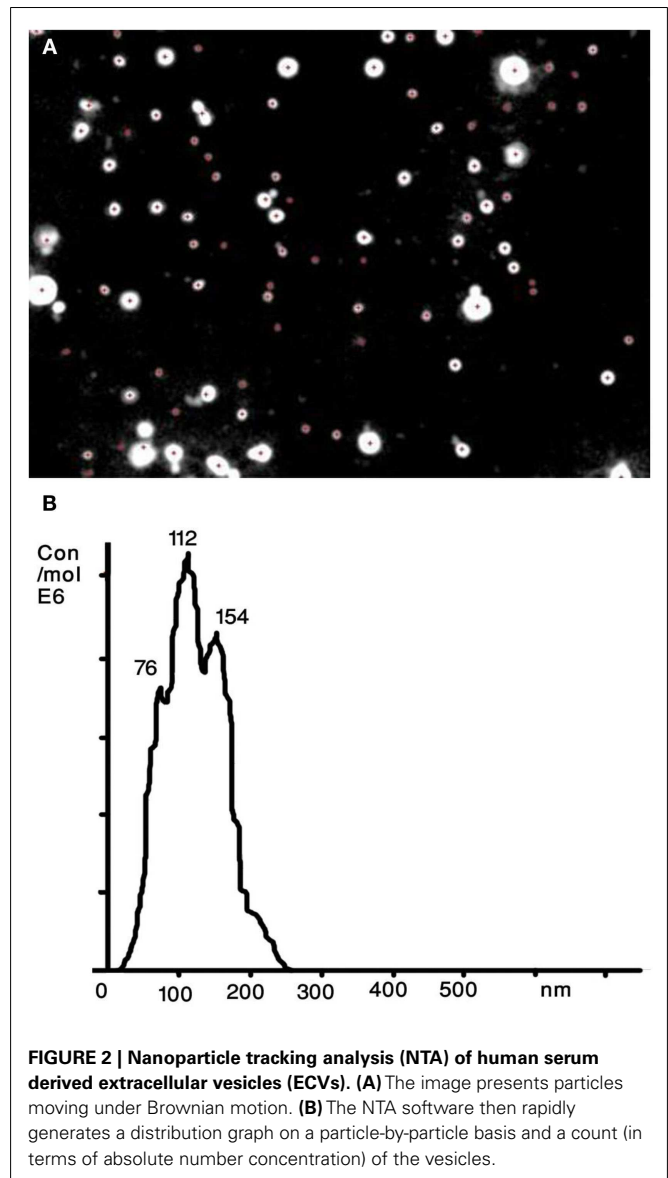 A
B
Con
/mol
E6
112
154
76
0 100 200 300 400 500 nm
FIGURE 2 | Nanoparticle tracking analysis (NTA) of human serum
derived extracellular vesicles (ECVs). (A) The image presents particles
moving under Brownian motion. (B) The NTA software then rapidly
generates a distribution graph on a particle-by-particle basis and a count (in
terms of absolute number concentration) of the vesicles.